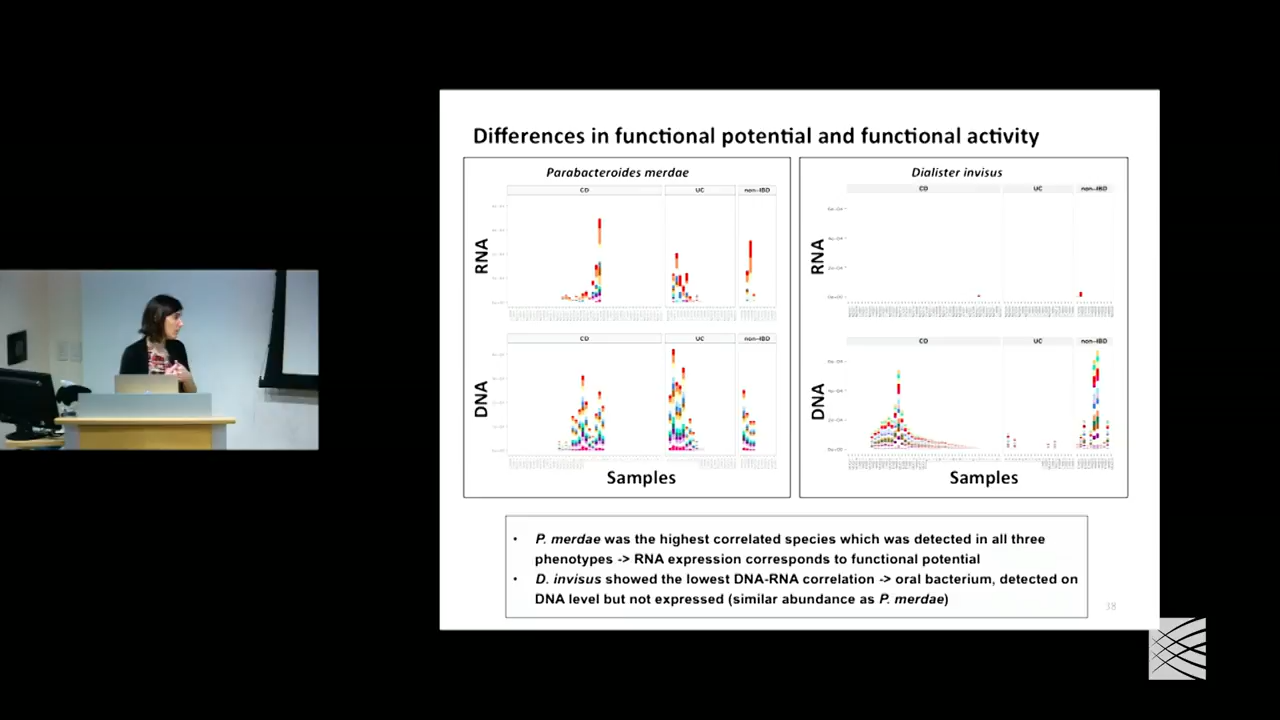 Differences in functional potential and functional activity
Parabacteroides merdae
CD UC non-IBD
RNA
CD UC non-IBD
DNA
Samples
Dialister invisus
CD UC non-IBD
RNA
CD UC non-IBD
DNA
Samples
• P. merdae was the highest correlated species which was detected in all three
phenotypes -> RNA expression corresponds to functional potential
• D. invisus showed the lowest DNA-RNA correlation -> oral bacterium, detected on
DNA level but not expressed (similar abundance as P. merdae)
38